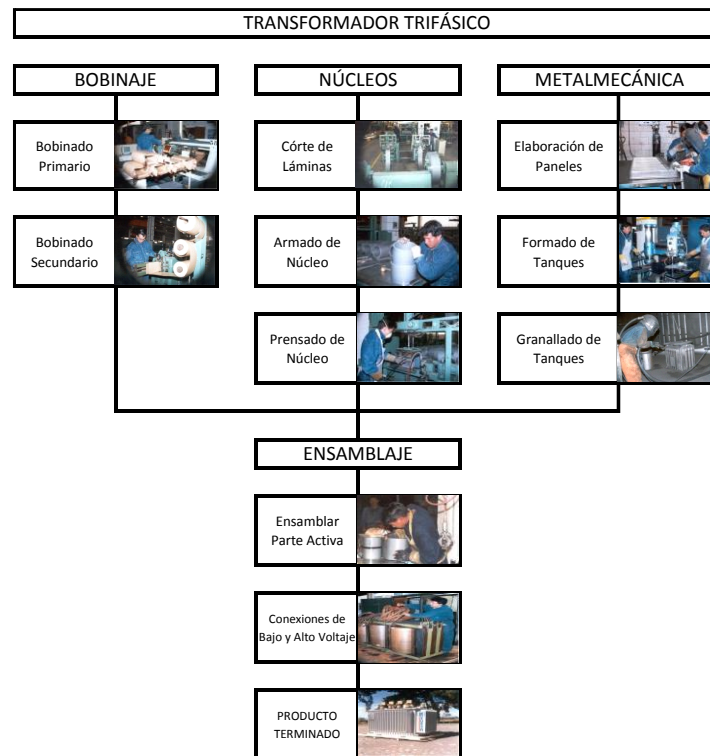 TRANSFORMADOR TRIFÁSICO
BOBINAJE
NÚCLEOS
METALMECÁNICA
Bobinado
Primario
Córte de
Láminas
Elaboración de
Paneles
Bobinado
Secundario
Armado de
Núcleo
Formado de
Tanques
Prensado de
Núcleo
Granallado de
Tanques
ENSAMBLAJE
Ensamblar
Parte Activa
Conexiones de
Bajo y Alto Voltaje
PRODUCTO
TERMINADO